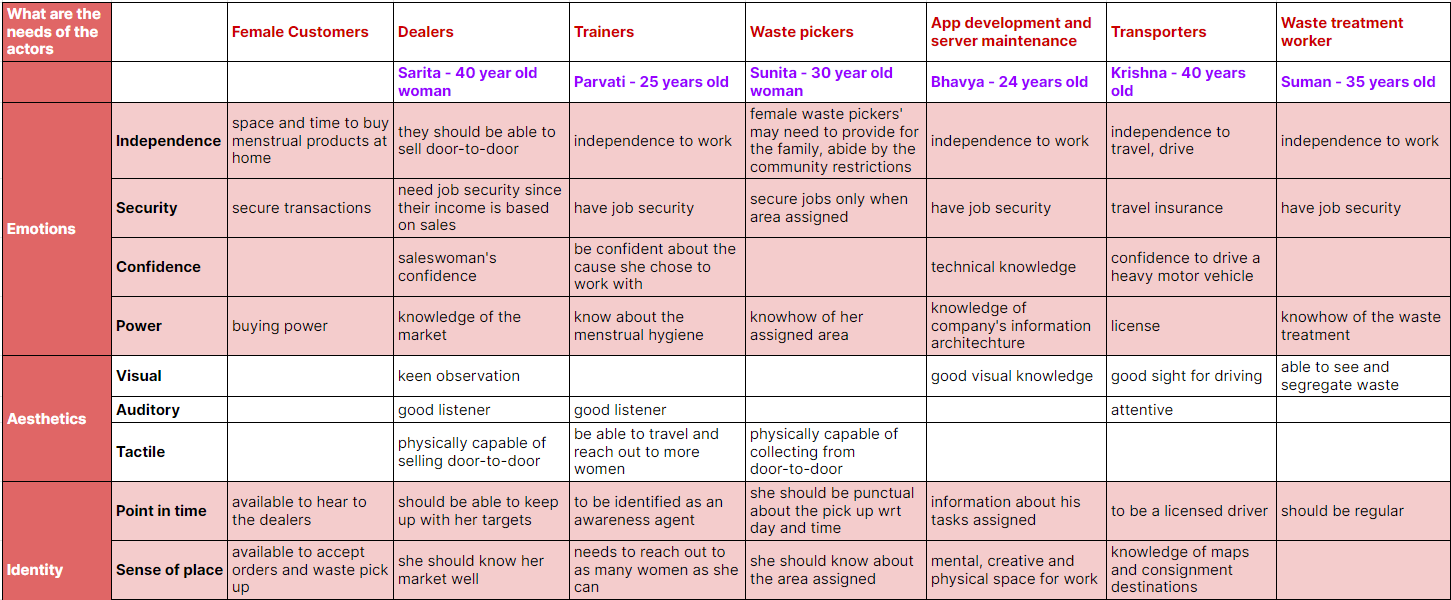 What are the
needs of the
actors
Female Customers
Dealers
Trainers
Waste pickers
App development and
server maintenance
Transporters
Waste treatment
worker
Sarita - 40 year old
woman
Parvati - 25 years old
Sunita - 30 year old
woman
Bhavya - 24 years old
Krishna - 40 years
old
Suman - 35 years old
Emotions
Independence
space and time to buy
menstrual products at
home
they should be able to
sell door-to-door
independence to work
female waste pickers'
may need to provide for
the family, abide by the
community restrictions
independence to work
independence to
travel, drive
independence to work
Security
secure transactions
need job security since
their income is based
on sales
have job security
secure jobs only when
area assigned
have job security
travel insurance
have job security
Confidence
saleswoman's
confidence
be confident about the
cause she chose to
work with
technical knowledge
confidence to drive a
heavy motor vehicle
Power
buying power
knowledge of the
market
know about the
menstrual hygiene
knowhow of her
assigned area
knowledge of
company's information
architechture
license
knowhow of the waste
treatment
Aesthetics
Visual
keen observation
good visual knowledge
good sight for driving
able to see and
segregate waste
Auditory
good listener
good listener
attentive
Tactile
physically capable of
selling door-to-door
be able to travel and
reach out to more
women
physically capable of
collecting from
door-to-door
Identity
Point in time
available to hear to
the dealers
should be able to keep
up with her targets
to be identified as an
awareness agent
she should be punctual
about the pick up wrt
day and time
information about his
tasks assigned
to be a licensed driver
should be regular
Sense of place
available to accept
orders and waste pick
up
she should know her
market well
needs to reach out to
as many women as she
can
she should know about
the area assigned
mental, creative and
physical space for work
knowledge of maps
and consignment
destinations